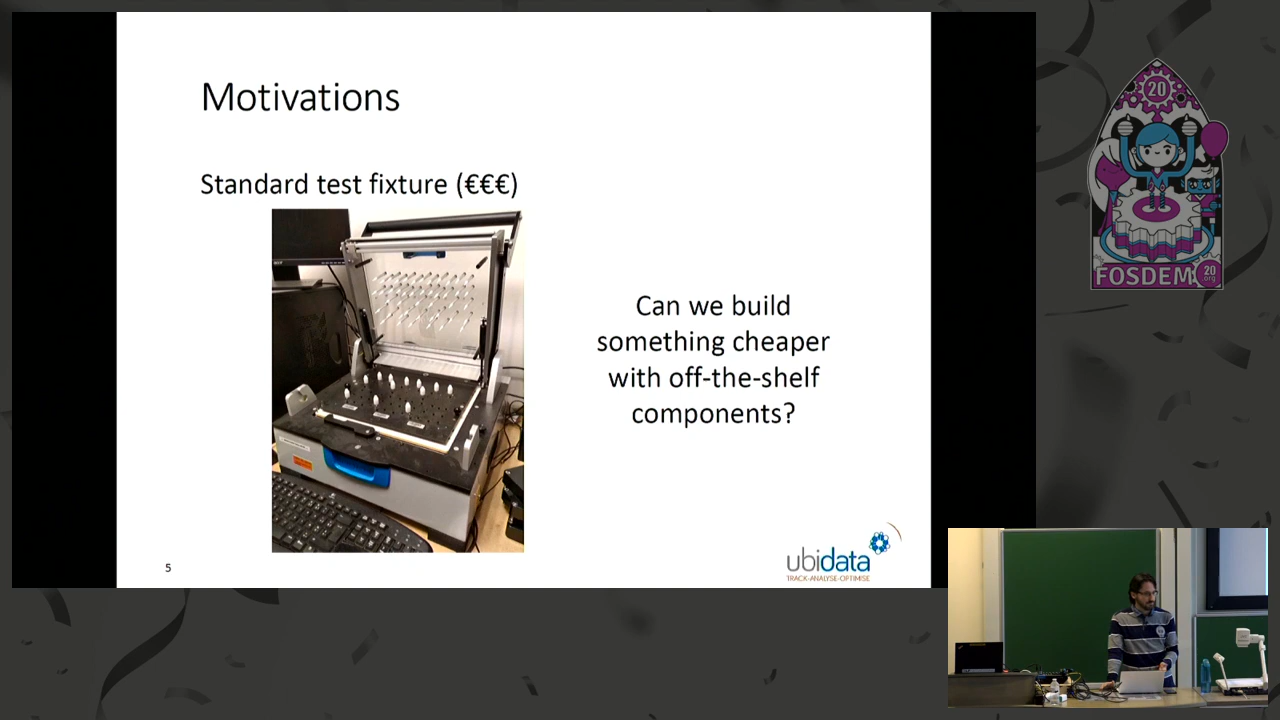 Motivations
Standard test fixture (€€€)
Can we build
something cheaper
with off-the-shelf
components?
5
ubidata
TRACK-ANALYSE-OPTIMISE
20
FOSDEM
20
org